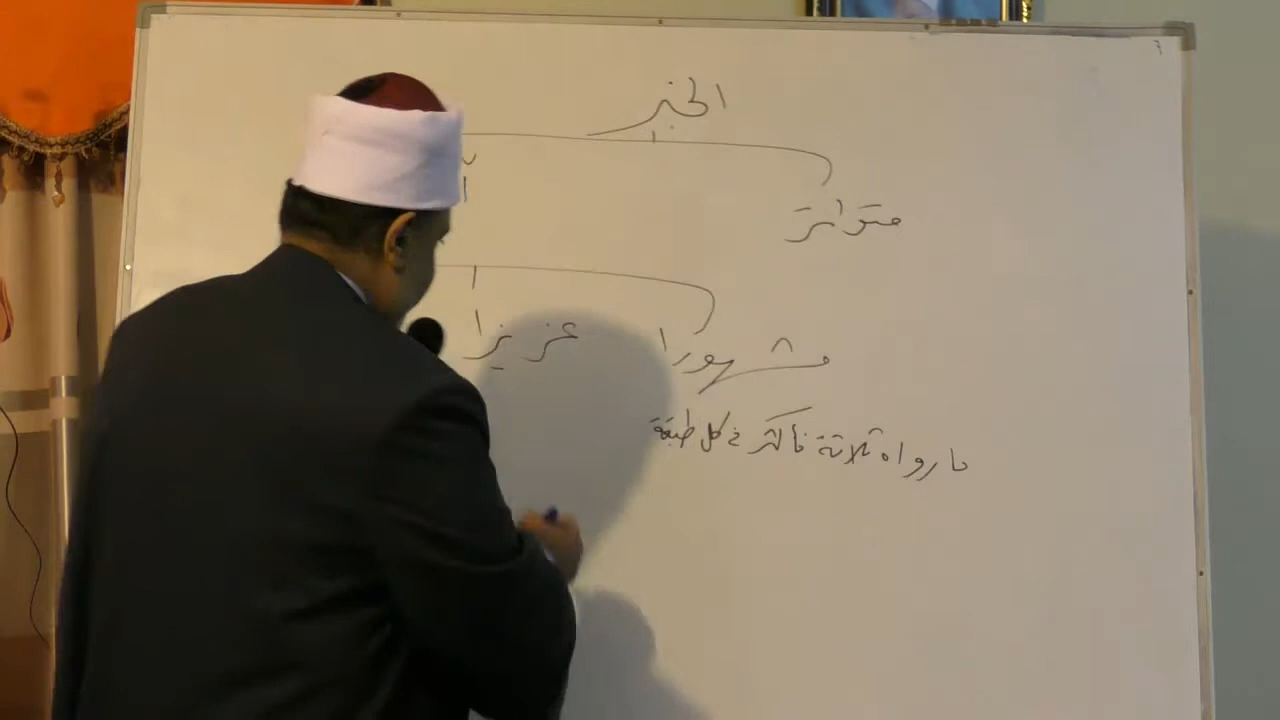 الخبر
متواتر
مشهورا عزيزا
ما رواه ثلاثة فأكثر في كل طبقة